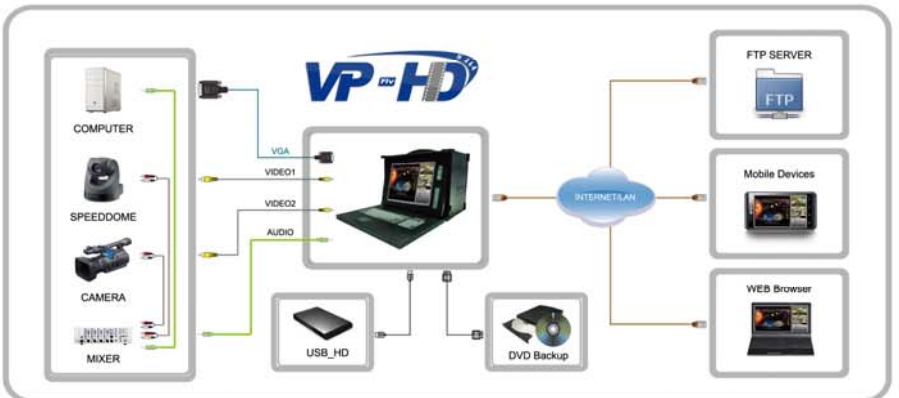 VP FIV HD
COMPUTER
SPEEDDOME
CAMERA
MIXER
VGA
VIDEO1
VIDEO2
AUDIO
USB_HD
DVD Backup
INTERNET/LAN
FTP SERVER
FTP
Mobile Devices
WEB Browser